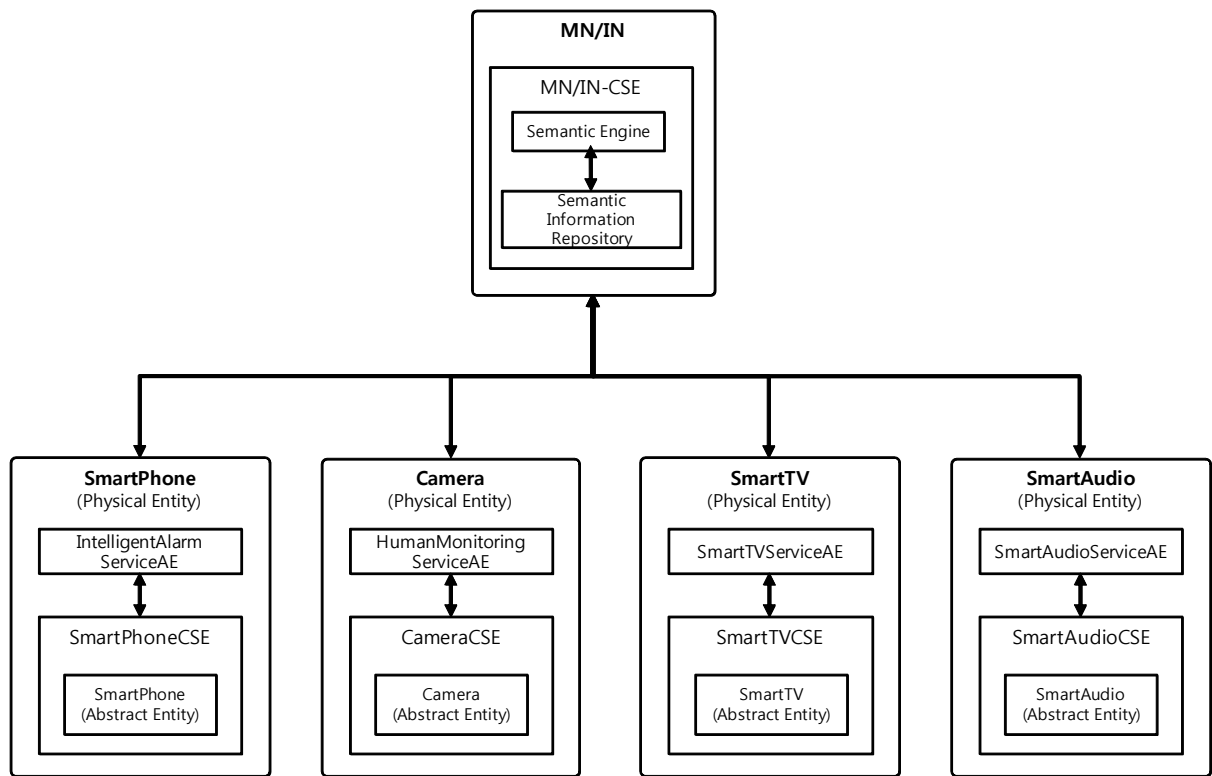 MN/IN
MN/IN-CSE
Semantic Engine
Semantic
Information
Repository
SmartPhone
(Physical Entity)
IntelligentAlarm
ServiceAE
SmartPhoneCSE
SmartPhone
(Abstract Entity)
Camera
(Physical Entity)
HumanMonitoring
ServiceAE
CameraCSE
Camera
(Abstract Entity)
SmartTV
(Physical Entity)
SmartTVServiceAE
SmartTVCSE
SmartTV
(Abstract Entity)
SmartAudio
(Physical Entity)
SmartAudioServiceAE
SmartAudioCSE
SmartAudio
(Abstract Entity)